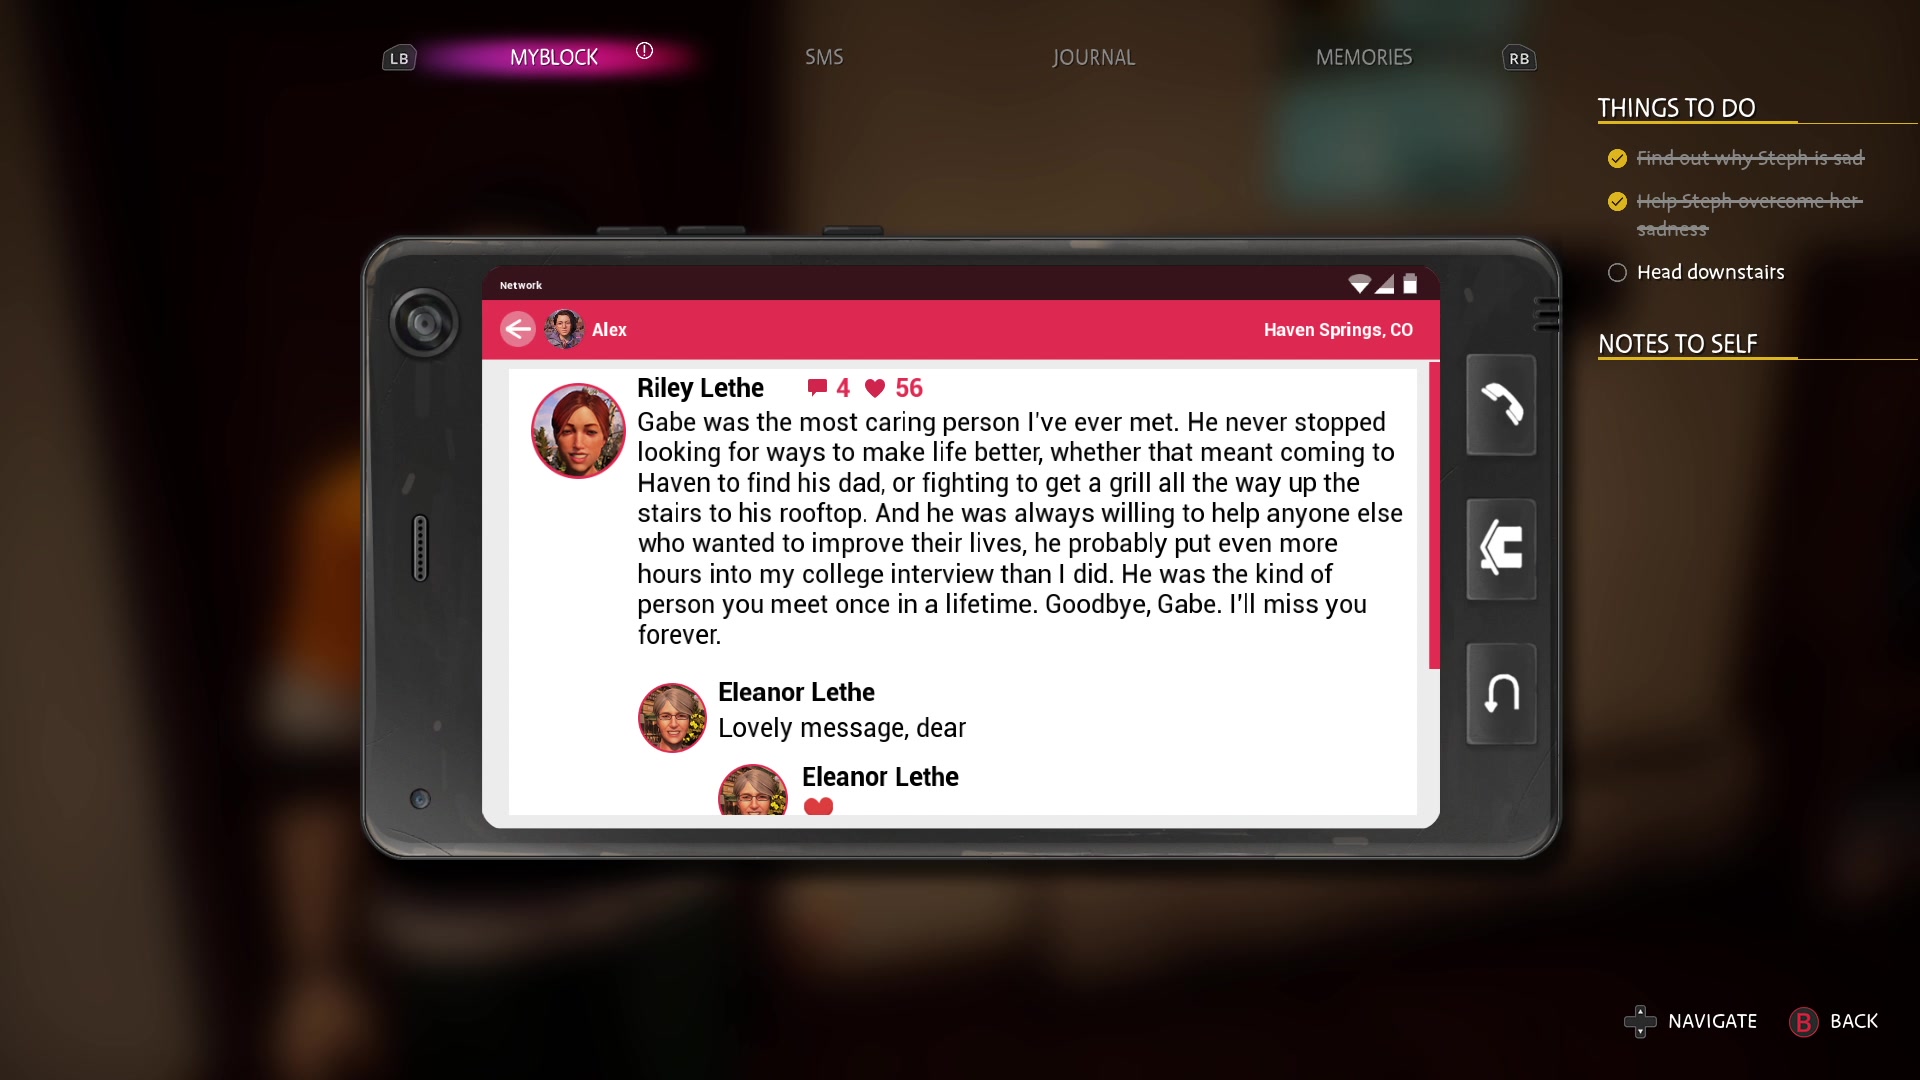 LB
MYBLOCK
SMS
JOURNAL
MEMORIES
RB
THINGS TO DO
Find out why Steph is sad
Help Steph overcome her
sadness
Head downstairs
NOTES TO SELF
Network
Alex
Haven Springs, CO
Riley Lethe 4 56
Gabe was the most caring person I've ever met. He never stopped
looking for ways to make life better, whether that meant coming to
Haven to find his dad, or fighting to get a grill all the way up the
stairs to his rooftop. And he was always willing to help anyone else
who wanted to improve their lives, he probably put even more
hours into my college interview than I did. He was the kind of
person you meet once in a lifetime. Goodbye, Gabe. I'll miss you
forever.
Eleanor Lethe
Lovely message, dear
Eleanor Lethe
NAVIGATE
B BACK